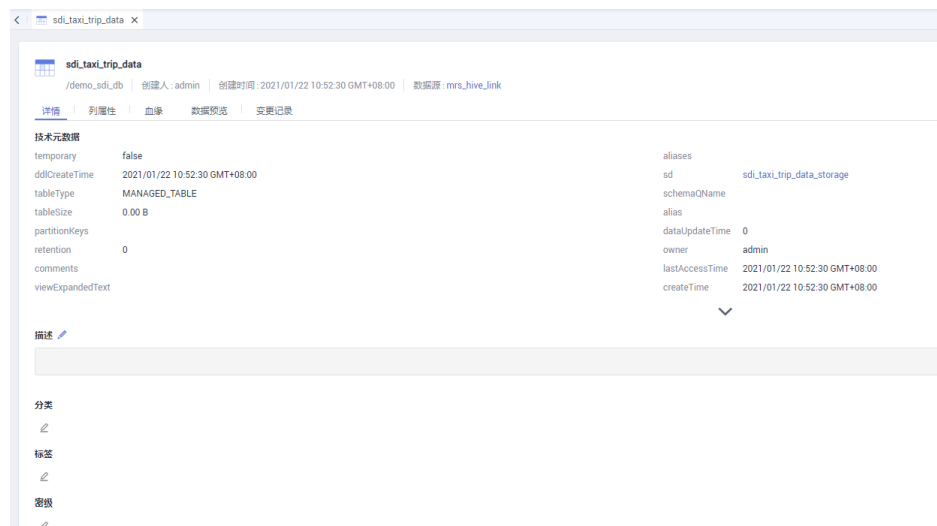 sdi_taxi_trip_data
sdi_taxi_trip_data
/demo_sdi_db 创建人 : admin 创建时间 : 2021/01/22 10:52:30 GMT+08:00 数据源 : mrs_hive_link
详情 列属性 血缘 数据预览 变更记录
技术元数据
temporary false aliases
ddlCreateTime 2021/01/22 10:52:30 GMT+08:00 sd sdi_taxi_trip_data_storage
tableType MANAGED_TABLE schemaQName
tableSize 0.00 B alias
partitionKeys dataUpdateTime 0
retention 0 owner admin
comments lastAccessTime 2021/01/22 10:52:30 GMT+08:00
viewExpandedText createTime 2021/01/22 10:52:30 GMT+08:00
描述
分类
标签
密级